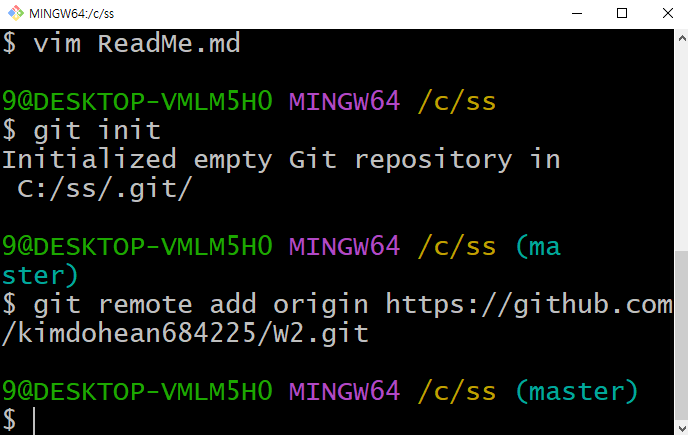 MINGW64:/c/ss
$ vim ReadMe.md
9@DESKTOP-VMLM5H0 MINGW64 /c/ss
$ git init
Initialized empty Git repository in
C:/ss/.git/
9@DESKTOP-VMLM5H0 MINGW64 /c/ss (ma
ster)
$ git remote add origin https://github.com
/kimdohean684225/W2.git
9@DESKTOP-VMLM5H0 MINGW64 /c/ss (master)
$